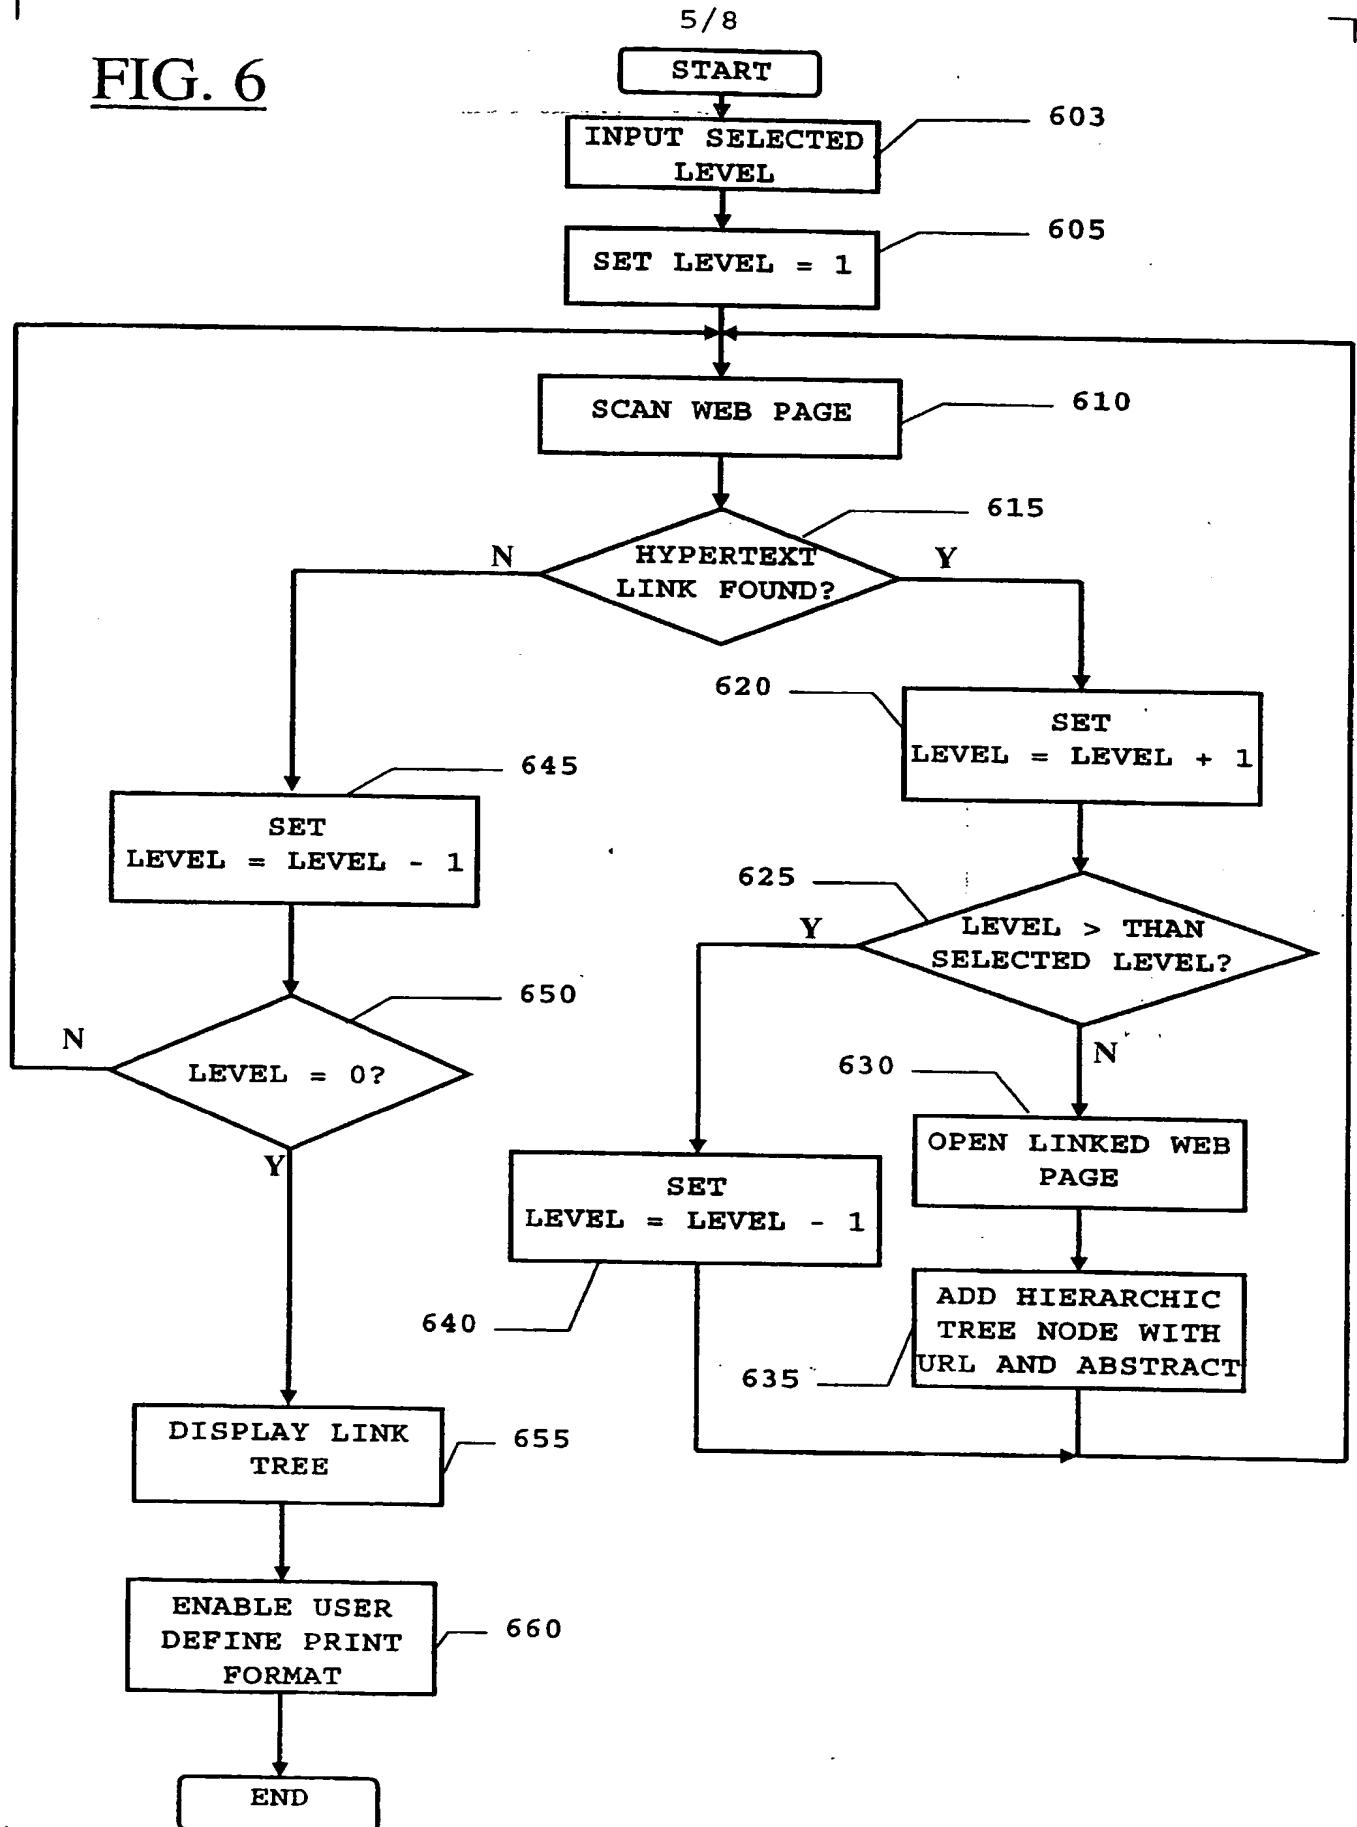 5/8
FIG. 6
START
INPUT SELECTED
LEVEL
603
SET LEVEL = 1
605
SCAN WEB PAGE
610
HYPERTEXT
LINK FOUND?
615
N
Y
620
SET
LEVEL = LEVEL + 1
645
SET
LEVEL = LEVEL - 1
625
LEVEL > THAN
SELECTED LEVEL?
Y
N
650
LEVEL = 0?
N
Y
630
OPEN LINKED WEB
PAGE
SET
LEVEL = LEVEL - 1
640
ADD HIERARCHIC
TREE NODE WITH
URL AND ABSTRACT
635
DISPLAY LINK
TREE
655
ENABLE USER
DEFINE PRINT
FORMAT
660
END